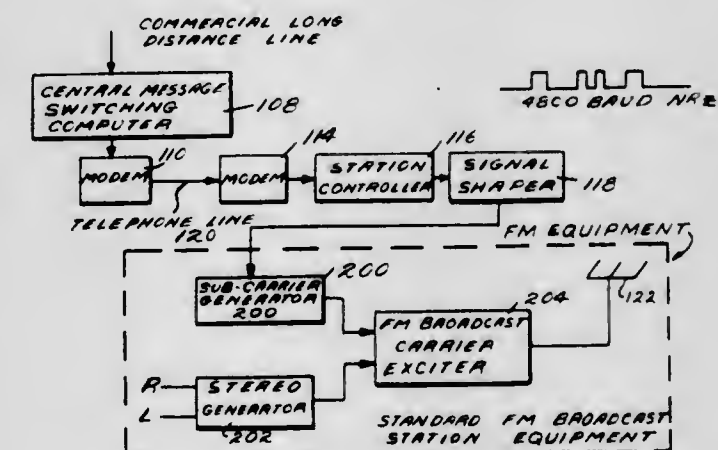 COMMERCIAL LONG
DISTANCE LINE
CENTRAL MESSAGE
SWITCHING
COMPUTER
108
4800 BAUD NRZ
MODEM
110
MODEM
114
STATION
CONTROLLER
116
SIGNAL
SHAPER
118
TELEPHONE LINE
120
FM EQUIPMENT
SUB-CARRIER
GENERATOR
200
200
FM BROADCAST
CARRIER
EXCITER
204
122
R
L
STEREO
GENERATOR
202
STANDARD FM BROADCAST
STATION EQUIPMENT